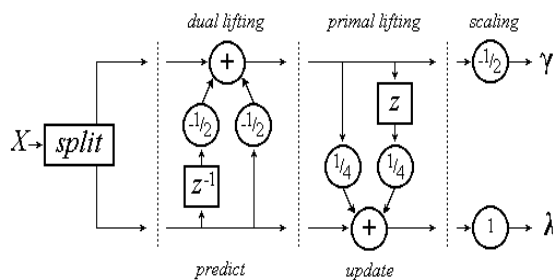 dual lifting primal lifting scaling
+ -1/2 γ
z
X split -1/2 -1/2
z-1 1/4 1/4
+ 1 λ
predict update